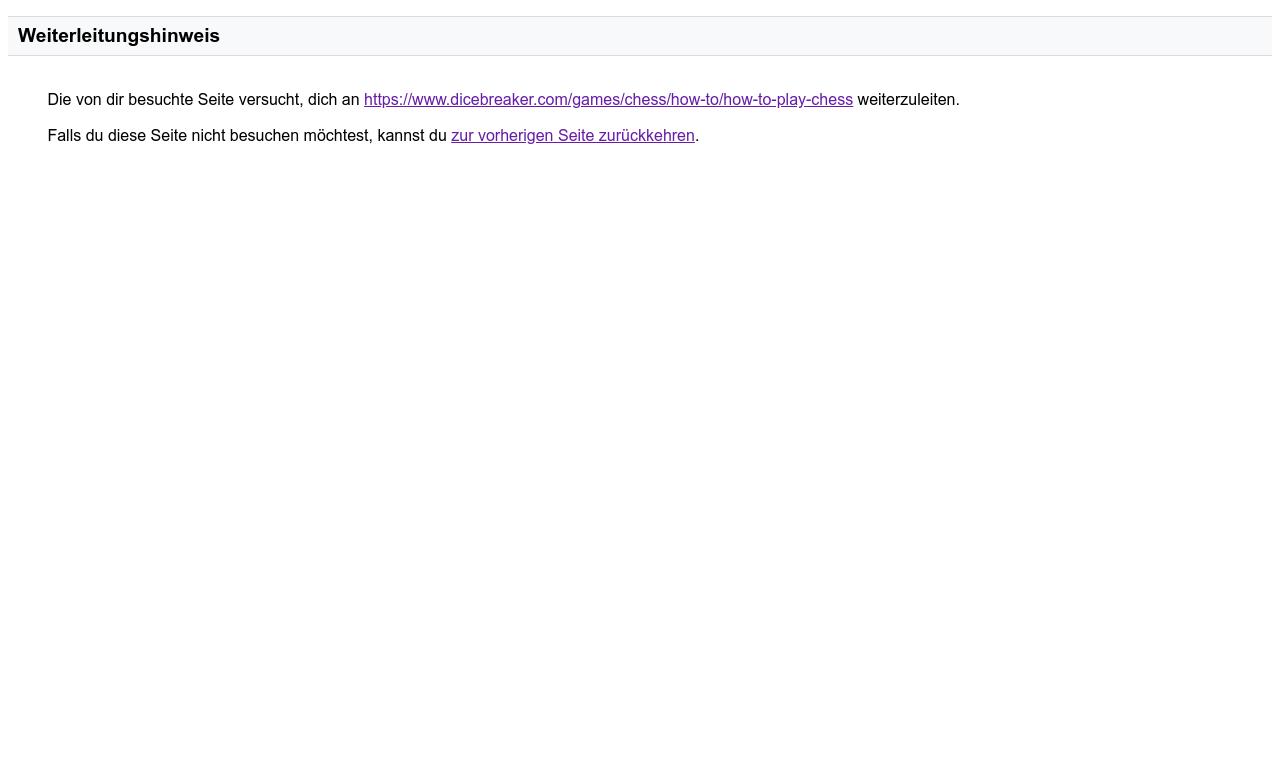 Weiterleitungshinweis
Die von dir besuchte Seite versucht, dich an https://www.dicebreaker.com/games/chess/how-to/how-to-play-chess weiterzuleiten.
Falls du diese Seite nicht besuchen möchtest, kannst du zur vorherigen Seite zurückkehren.